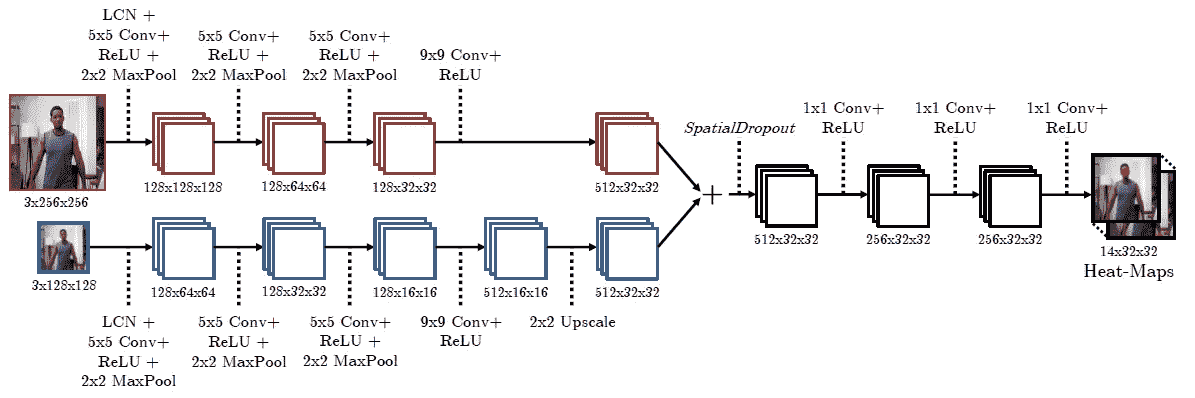 LCN +
5x5 Conv+
ReLU +
2x2 MaxPool
5x5 Conv+
ReLU +
2x2 MaxPool
5x5 Conv+
ReLU +
2x2 MaxPool
9x9 Conv+
ReLU
3x256x256
128x128x128
128x64x64
128x32x32
512x32x32
3x128x128
128x64x64
128x32x32
128x16x16
512x16x16
512x32x32
LCN +
5x5 Conv+
ReLU +
2x2 MaxPool
5x5 Conv+
ReLU +
2x2 MaxPool
5x5 Conv+
ReLU +
2x2 MaxPool
9x9 Conv+
ReLU
2x2 Upscale
+
SpatialDropout
1x1 Conv+
ReLU
1x1 Conv+
ReLU
1x1 Conv+
ReLU
512x32x32
256x32x32
256x32x32
14x32x32
Heat-Maps